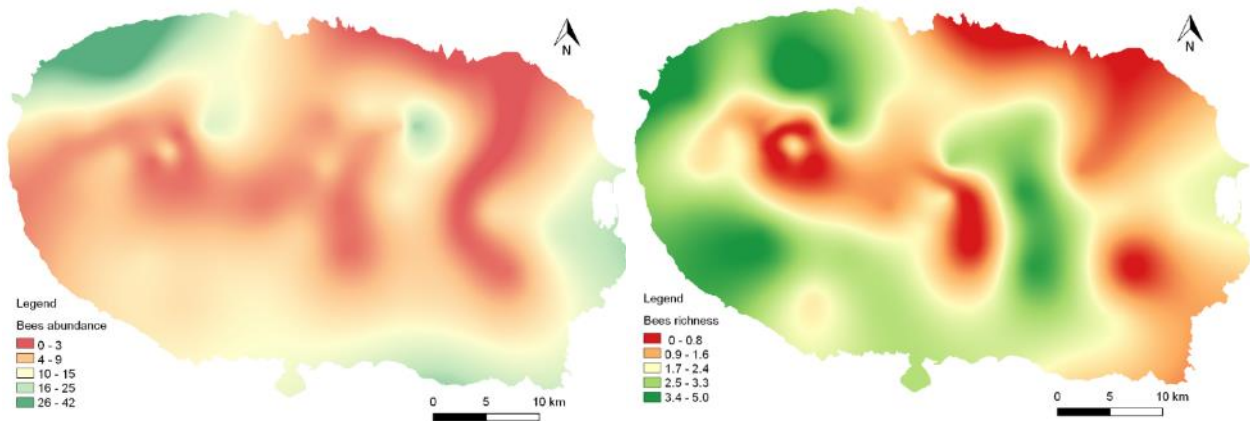 N
Legend
Bees abundance
0 - 3
4 - 9
10 - 15
16 - 25
26 - 42
0 5 10 km
N
Legend
Bees richness
0 - 0.8
0.9 - 1.6
1.7 - 2.4
2.5 - 3.3
3.4 - 5.0
0 5 10 km